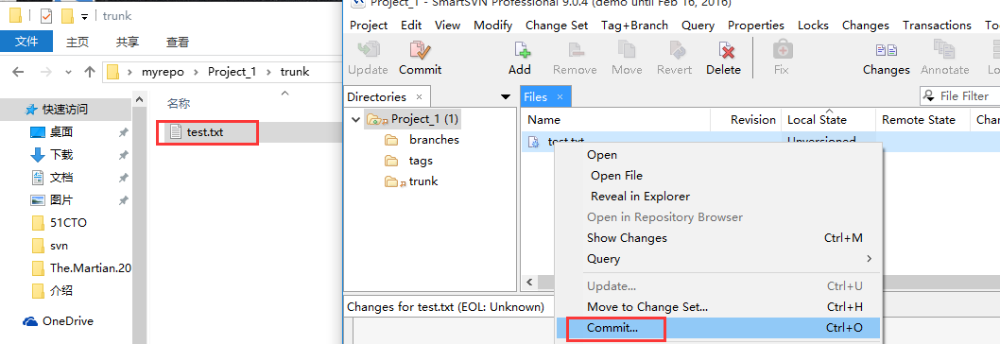 trunk
文件 主页 共享 查看
myrepo > Project_1 > trunk
快速访问
桌面
下载
文档
图片
51CTO
svn
The.Martian.20
介绍
OneDrive
名称
test.txt
Project_1 - SmartSVN Professional 9.0.4 (demo until Feb 16, 2016)
Project Edit View Modify Change Set Tag+Branch Query Properties Locks Changes Transactions
Update Commit Add Remove Move Revert Delete Fix Changes Annotate
Directories ×
Project_1 (1)
branches
tags
trunk
Files ×
File Filter
Name Revision Local State Remote State
test.txt Unversioned
Open
Open File
Reveal in Explorer
Open in Repository Browser
Show Changes Ctrl+M
Query >
Update... Ctrl+U
Move to Change Set... Ctrl+H
Commit... Ctrl+O
Changes for test.txt (EOL: Unknown)